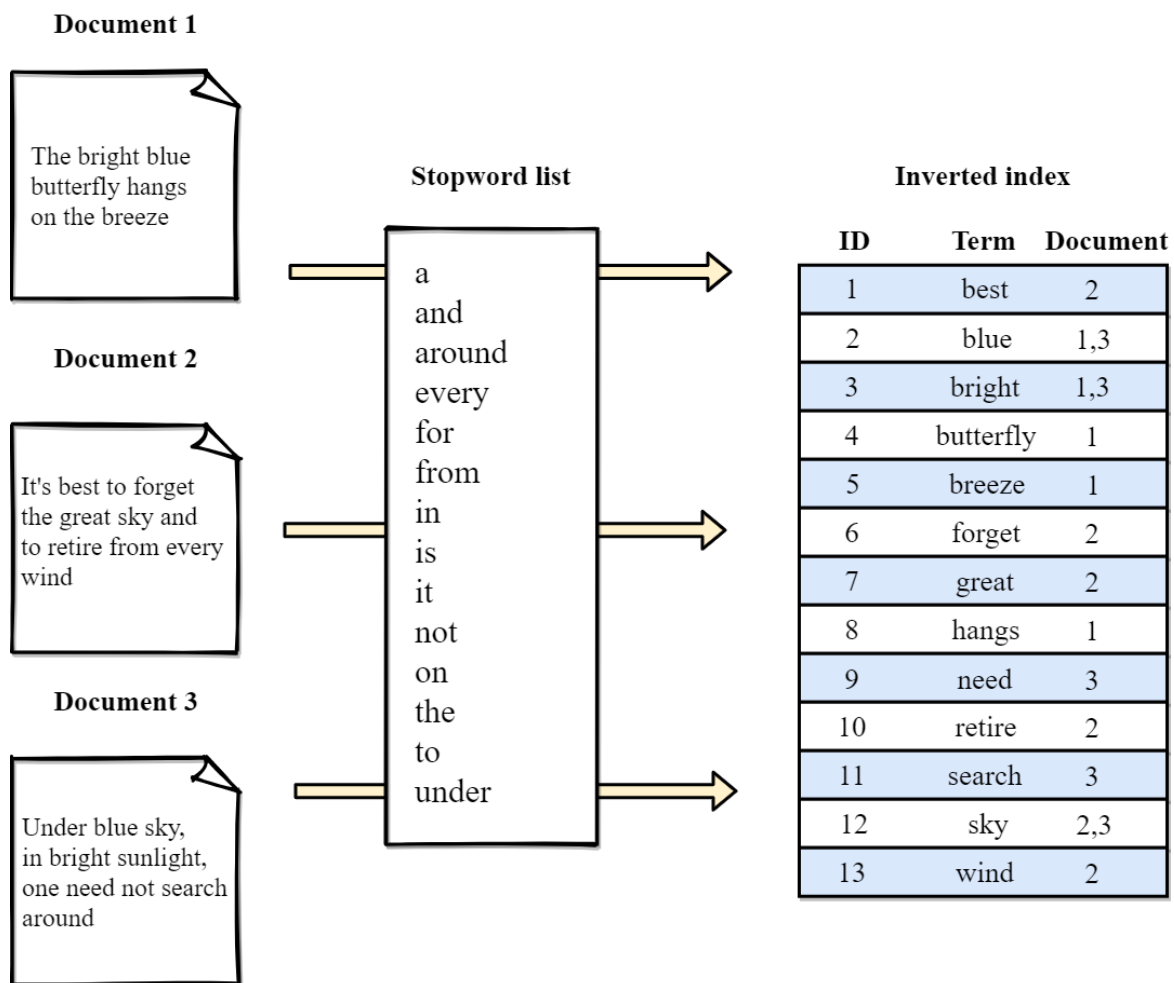 Document 1
The bright blue
butterfly hangs
on the breeze
Document 2
It's best to forget
the great sky and
to retire from every
wind
Document 3
Under blue sky,
in bright sunlight,
one need not search
around
Stopword list
a
and
around
every
for
from
in
is
it
not
on
the
to
under
Inverted index
ID Term Document
1 best 2
2 blue 1,3
3 bright 1,3
4 butterfly 1
5 breeze 1
6 forget 2
7 great 2
8 hangs 1
9 need 3
10 retire 2
11 search 3
12 sky 2,3
13 wind 2